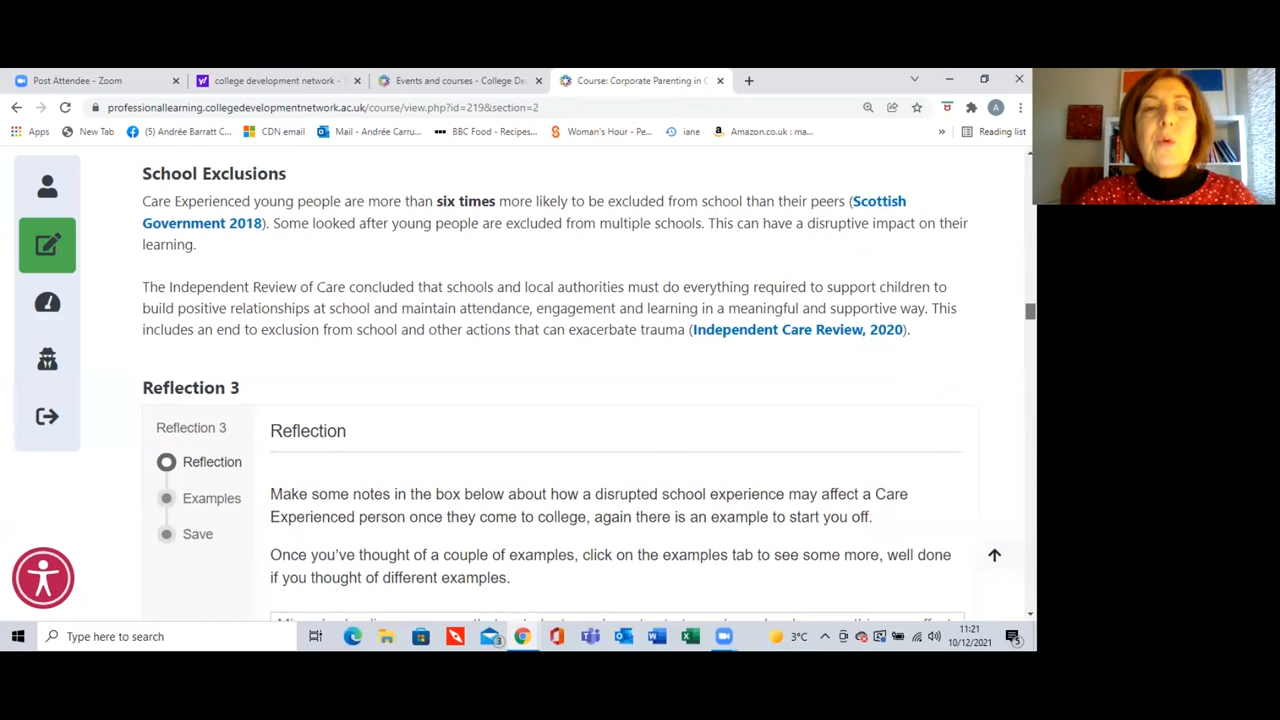 Post Attendee - Zoom
college development network -
Events and courses - College De
Course: Corporate Parenting in C
professionallearning.collegedevelopmentnetwork.ac.uk/course/view.php?id=219&section=2
Apps
New Tab
(5) Andrée Barratt C...
CDN email
Mail - Andrée Carru...
BBC Food - Recipes...
Woman's Hour - Pe...
iane
Amazon.co.uk : ma...
»
Reading list
School Exclusions
Care Experienced young people are more than six times more likely to be excluded from school than their peers (Scottish
Government 2018). Some looked after young people are excluded from multiple schools. This can have a disruptive impact on their
learning.
The Independent Review of Care concluded that schools and local authorities must do everything required to support children to
build positive relationships at school and maintain attendance, engagement and learning in a meaningful and supportive way. This
includes an end to exclusion from school and other actions that can exacerbate trauma (Independent Care Review, 2020).
Reflection 3
Reflection 3
Reflection
Examples
Save
Reflection
Make some notes in the box below about how a disrupted school experience may affect a Care
Experienced person once they come to college, again there is an example to start you off.
Once you've thought of a couple of examples, click on the examples tab to see some more, well done
if you thought of different examples.
Type here to search
3
3°C
11:21
10/12/2021
5